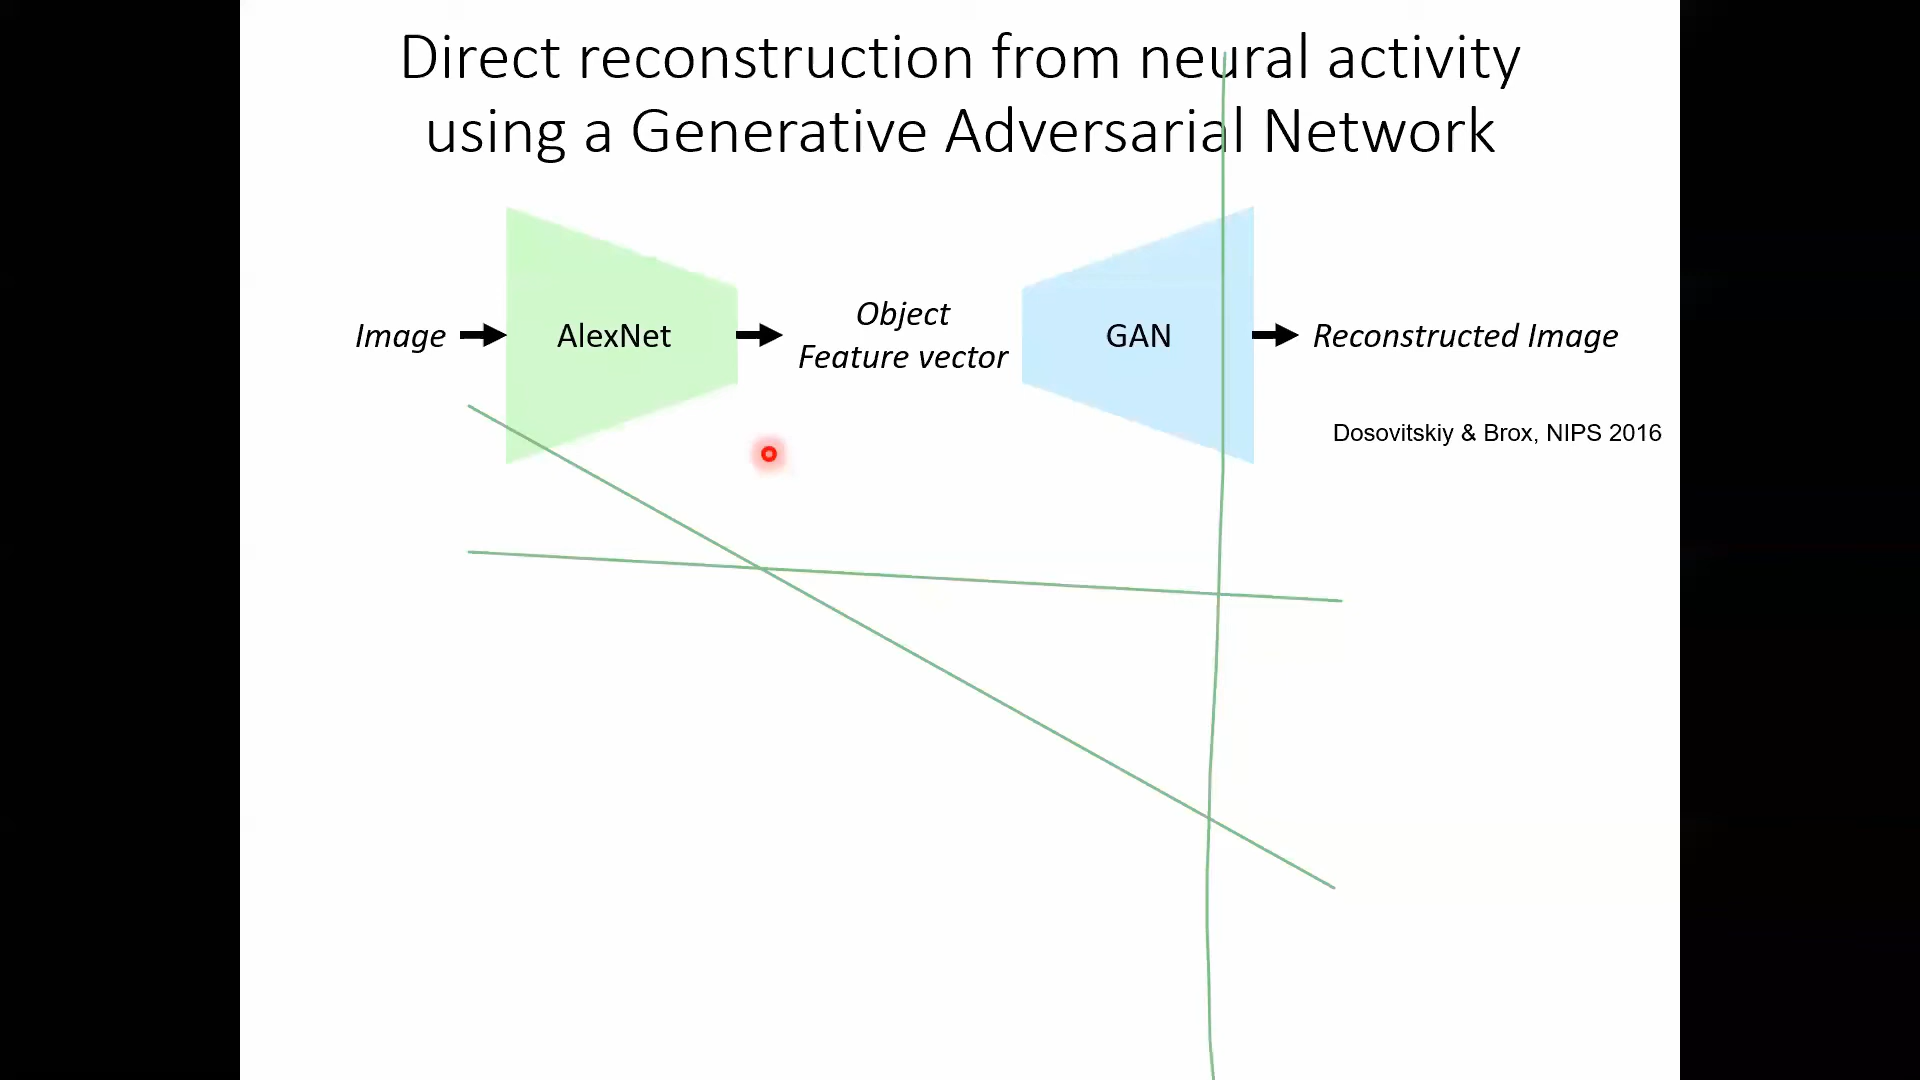 Direct reconstruction from neural activity
using a Generative Adversarial Network
Image
AlexNet
Object
Feature vector
GAN
Reconstructed Image
Dosovitskiy & Brox, NIPS 2016